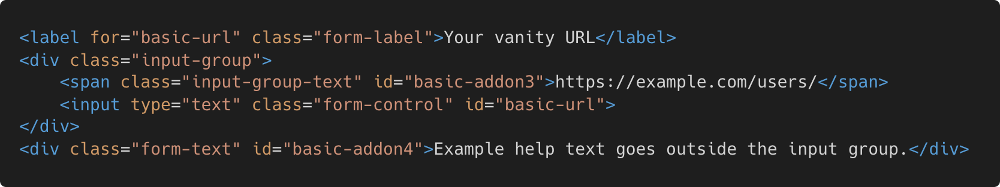 <label for="basic-url" class="form-label">Your vanity URL</label>
<div class="input-group">
    <span class="input-group-text" id="basic-addon3">https://example.com/users/</span>
    <input type="text" class="form-control" id="basic-url">
</div>
<div class="form-text" id="basic-addon4">Example help text goes outside the input group.</div>